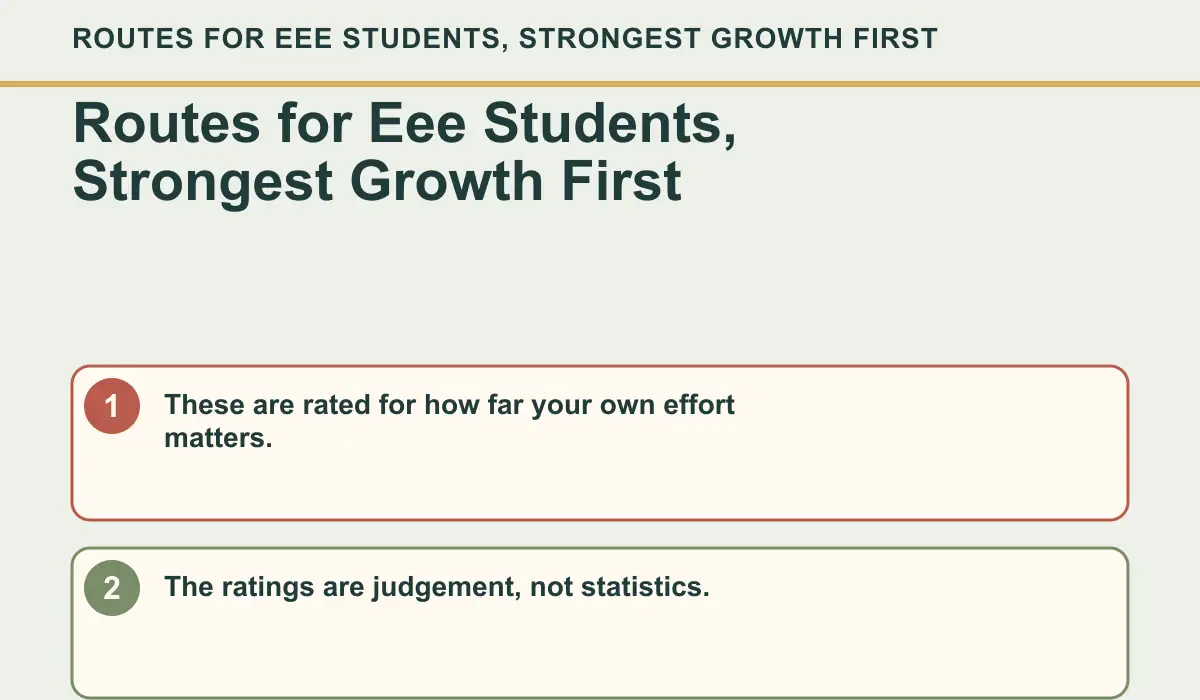 ROUTES FOR EEE STUDENTS, STRONGEST GROWTH FIRST
Routes for Eee Students,
Strongest Growth First
1
These are rated for how far your own effort
matters.
2
The ratings are judgement, not statistics.